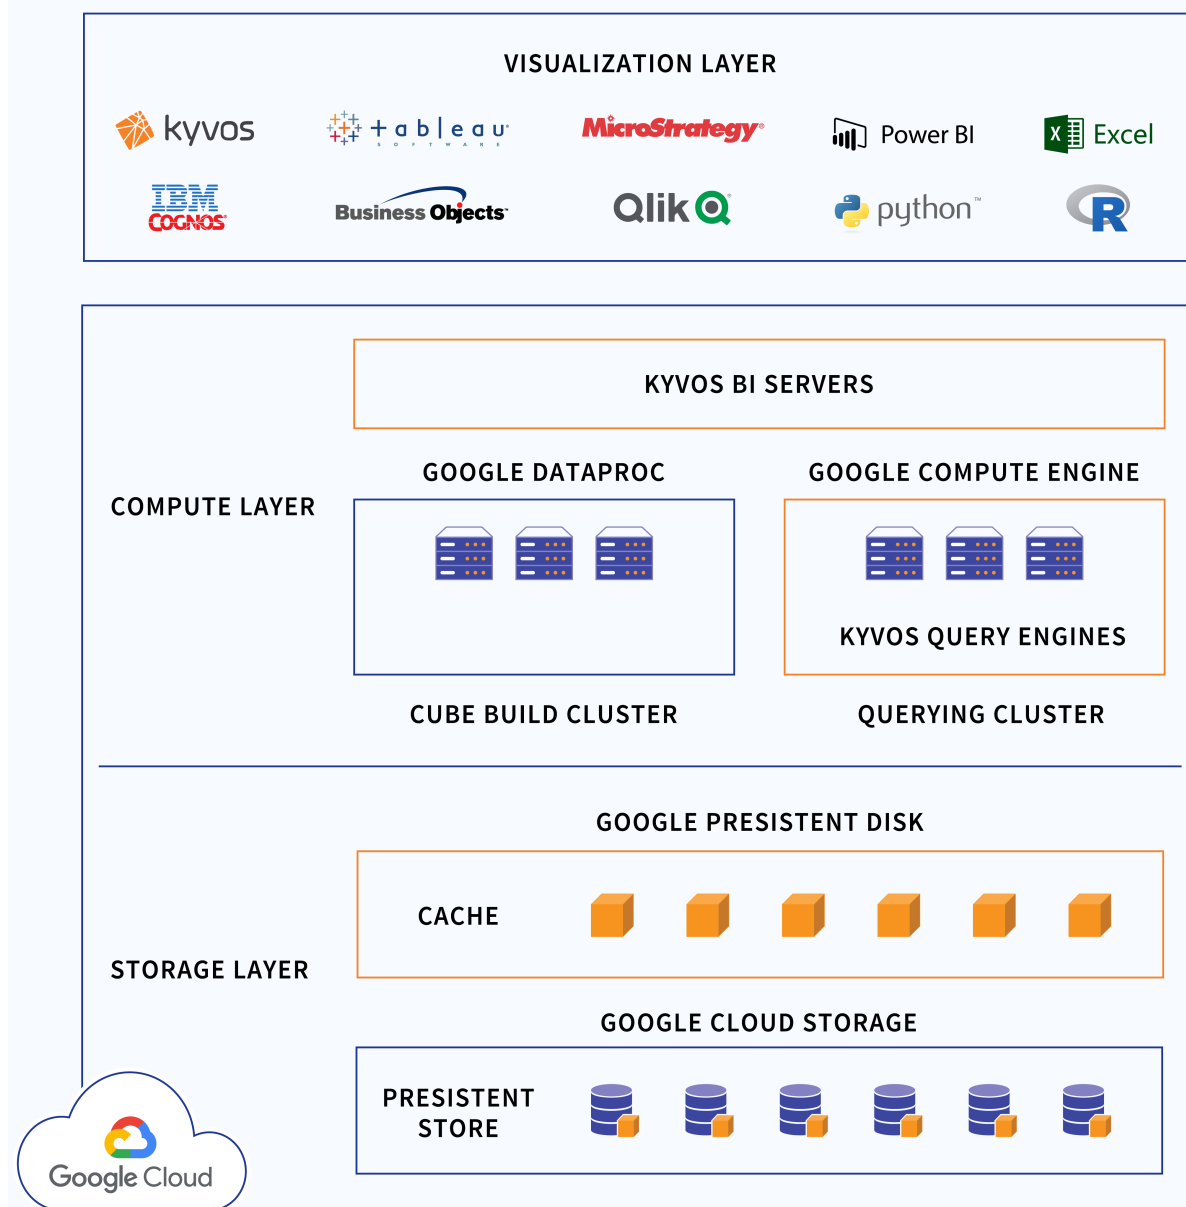 VISUALIZATION LAYER
kyvos
+ableau
SOFTWARE
MicroStrategy
Power BI
X
Excel
IBM
COGNOS
Business Objects
Qlik
python
R
KYVOS BI SERVERS
GOOGLE DATAPROC
GOOGLE COMPUTE ENGINE
COMPUTE LAYER
KYVOS QUERY ENGINES
CUBE BUILD CLUSTER
QUERYING CLUSTER
GOOGLE PRESISTENT DISK
CACHE
STORAGE LAYER
GOOGLE CLOUD STORAGE
PRESISTENT
STORE
Google Cloud